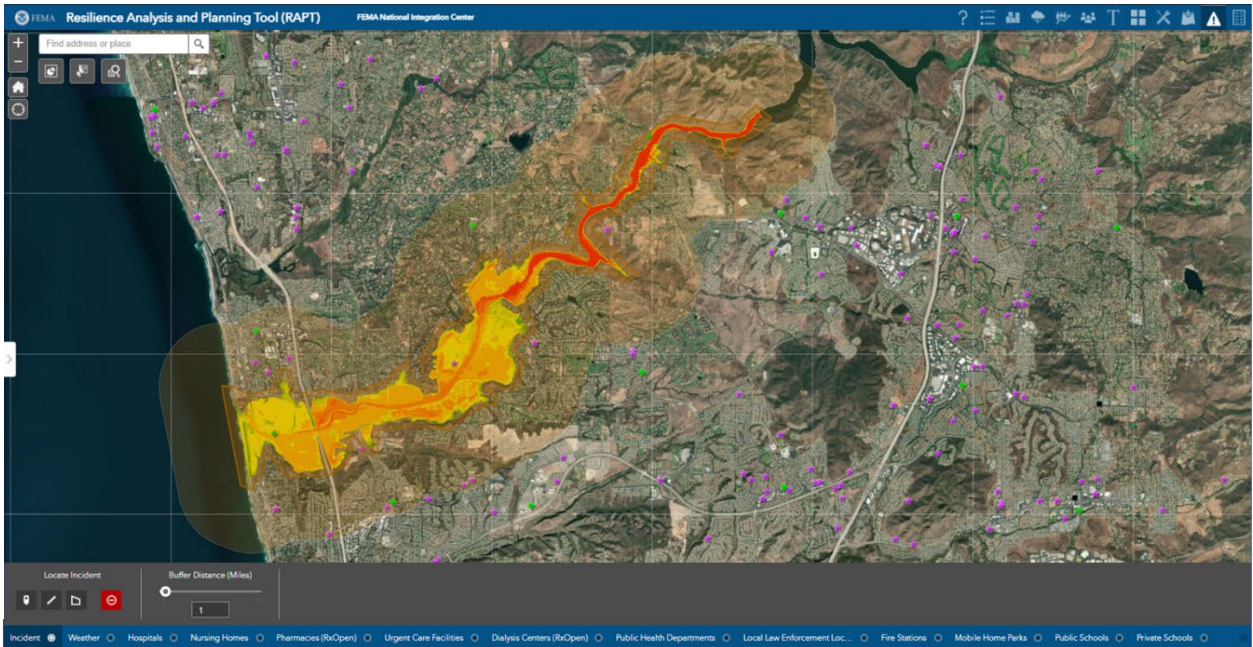 FEMA Resilience Analysis and Planning Tool (RAPT) FEMA National Integration Center
Find address or place
Locate Incident Buffer Distance (Miles)
1
Incident Weather Hospitals Nursing Homes Pharmacies (RxOpen) Urgent Care Facilities Dialysis Centers (RxOpen) Public Health Departments Local Law Enforcement Loc... Fire Stations Mobile Home Parks Public Schools Private Schools